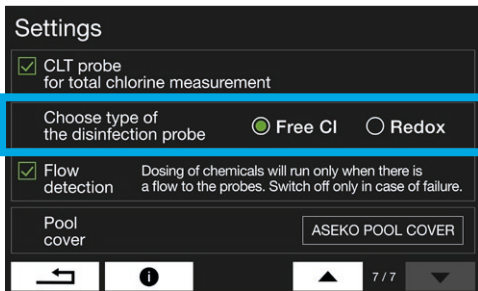 Settings
CLT probe
for total chlorine measurement
Choose type of
the disinfection probe
Free Cl
Redox
Flow
detection
Dosing of chemicals will run only when there is
a flow to the probes. Switch off only in case of failure.
Pool
cover
ASEKO POOL COVER
7/7